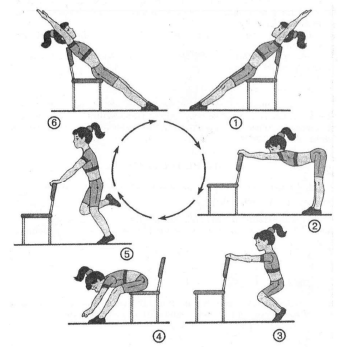 ⑥ ①
②
⑤
④ ③